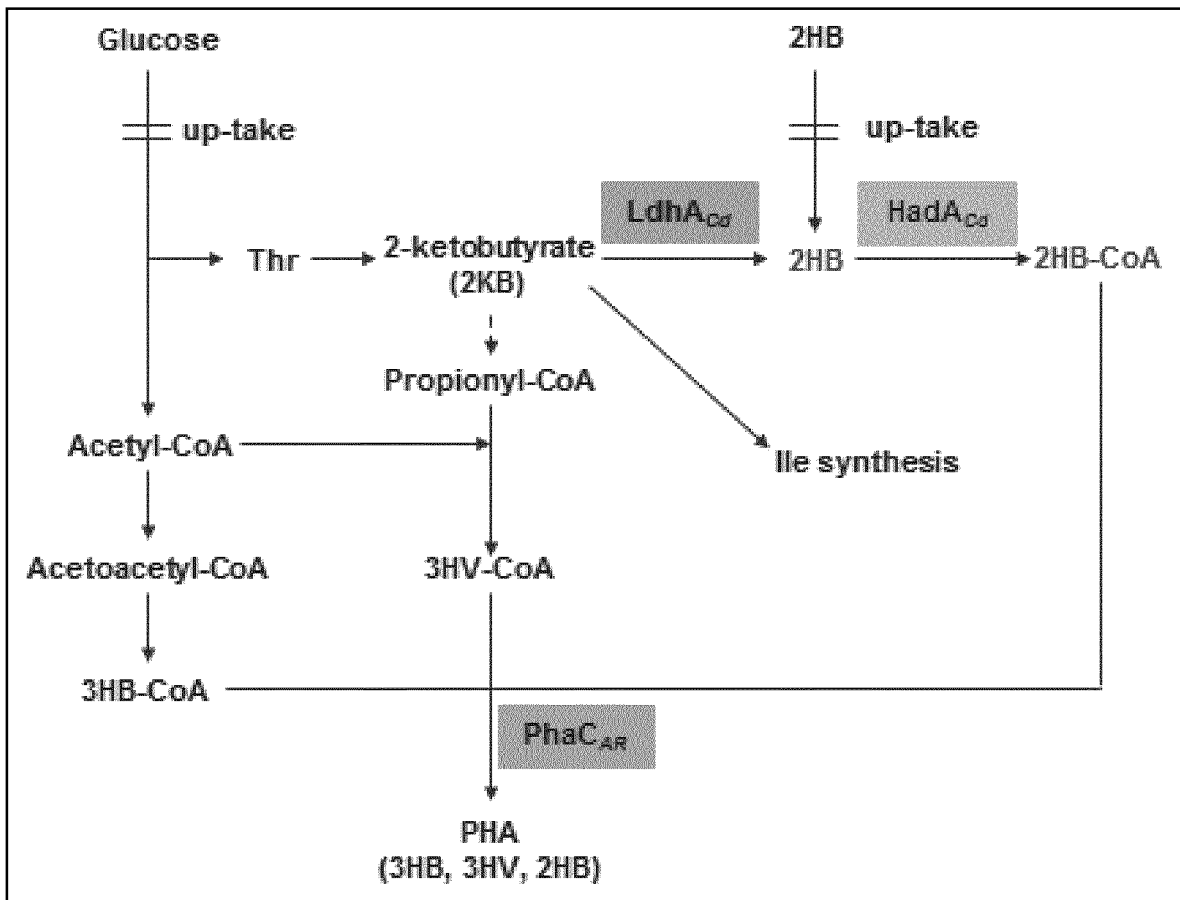 Glucose
2HB
up-take
up-take
LdhA_Cd
HadA_Cd
Thr
2-ketobutyrate
(2KB)
2HB
2HB-CoA
Propionyl-CoA
Acetyl-CoA
Ile synthesis
Acetoacetyl-CoA
3HV-CoA
3HB-CoA
PhaC_AR
PHA
(3HB, 3HV, 2HB)